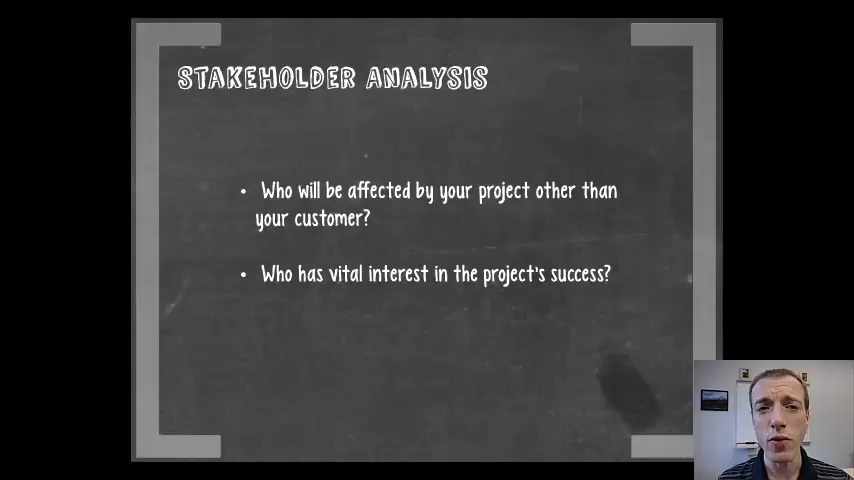 STAKEHOLDER ANALYSIS
• Who will be affected by your project other than
your customer?
• Who has vital interest in the project's success?